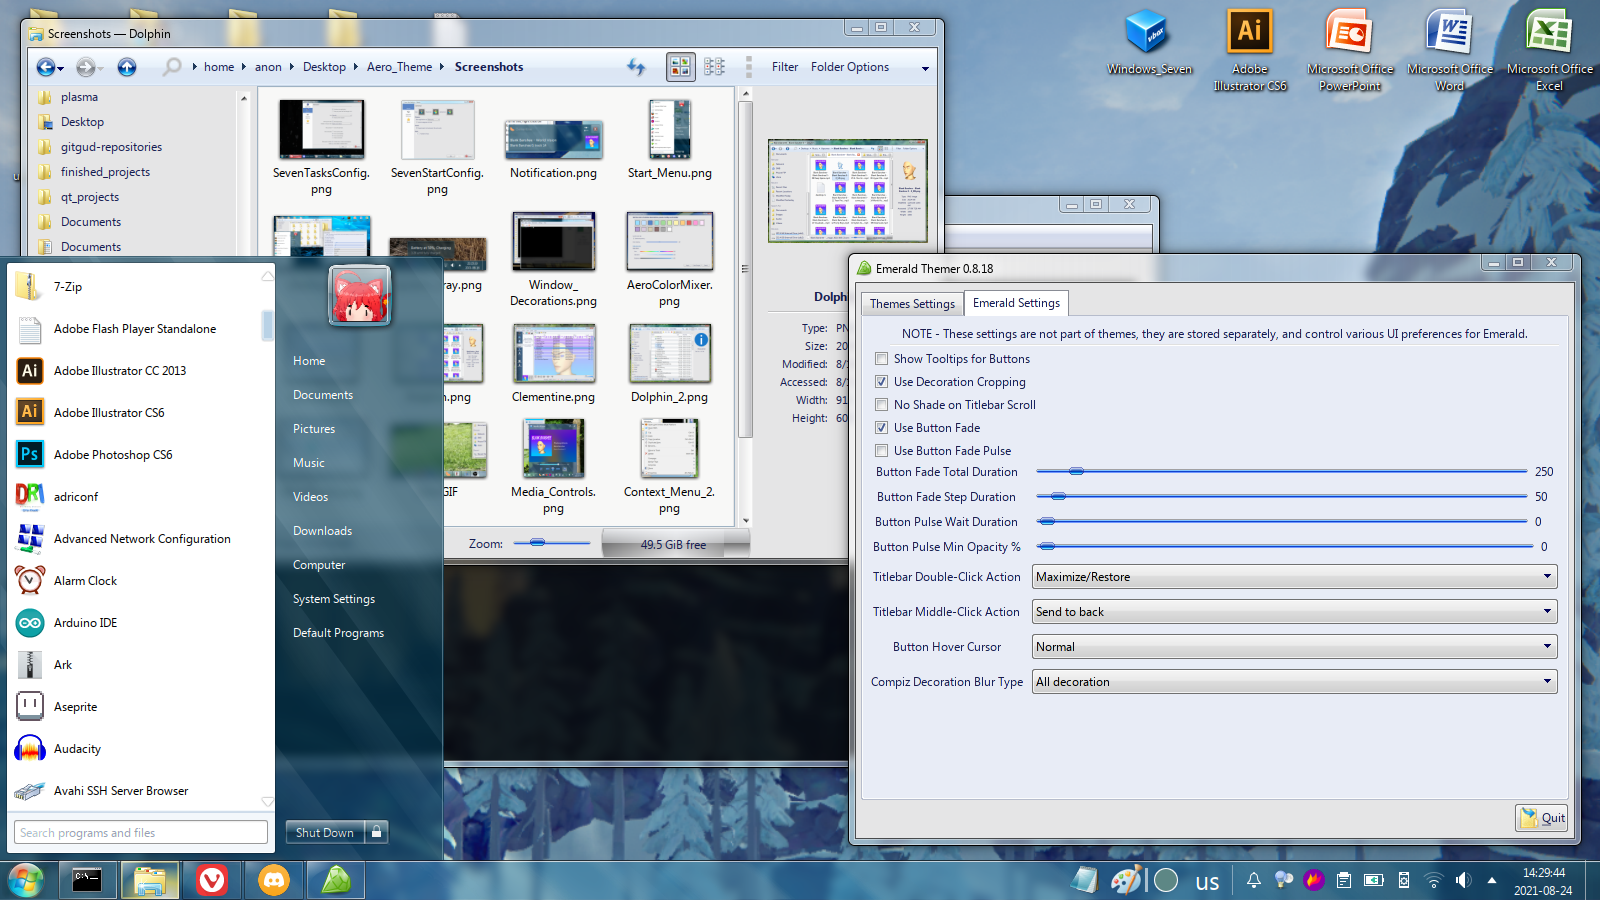 Screenshots — Dolphin
home
anon
Desktop
Aero_Theme
Screenshots
Filter
Folder Options
plasma
Desktop
gitgud-repositories
finished_projects
qt_projects
Documents
Documents
SevenTasksConfig.
png
SevenStartConfig.
png
Notification.png
Start_Menu.png
ray.png
Window_
Decorations.png
AeroColorMixer.
png
n.png
Clementine.png
Dolphin_2.png
GIF
Media_Controls.
png
Context_Menu_2.
png
Dolph
Type: PN
Size: 20
Modified: 8/
Accessed: 8/
Width: 91
Height: 60
Zoom:
49.5 GiB free
Windows_Seven
Ai
Adobe
Illustrator CS6
Microsoft Office
PowerPoint
Microsoft Office
Word
Microsoft Office
Excel
7-Zip
Adobe Flash Player Standalone
Ai
Adobe Illustrator CC 2013
Ai
Adobe Illustrator CS6
Ps
Adobe Photoshop CS6
DRI
adriconf
Advanced Network Configuration
Alarm Clock
Arduino IDE
Ark
Aseprite
Audacity
Avahi SSH Server Browser
Search programs and files
Home
Documents
Pictures
Music
Videos
Downloads
Computer
System Settings
Default Programs
Shut Down
Emerald Themer 0.8.18
Themes Settings
Emerald Settings
NOTE - These settings are not part of themes, they are stored separately, and control various UI preferences for Emerald.
Show Tooltips for Buttons
Use Decoration Cropping
No Shade on Titlebar Scroll
Use Button Fade
Use Button Fade Pulse
Button Fade Total Duration 250
Button Fade Step Duration 50
Button Pulse Wait Duration 0
Button Pulse Min Opacity % 0
Titlebar Double-Click Action Maximize/Restore
Titlebar Middle-Click Action Send to back
Button Hover Cursor Normal
Compiz Decoration Blur Type All decoration
Quit
us
14:29:44
2021-08-24